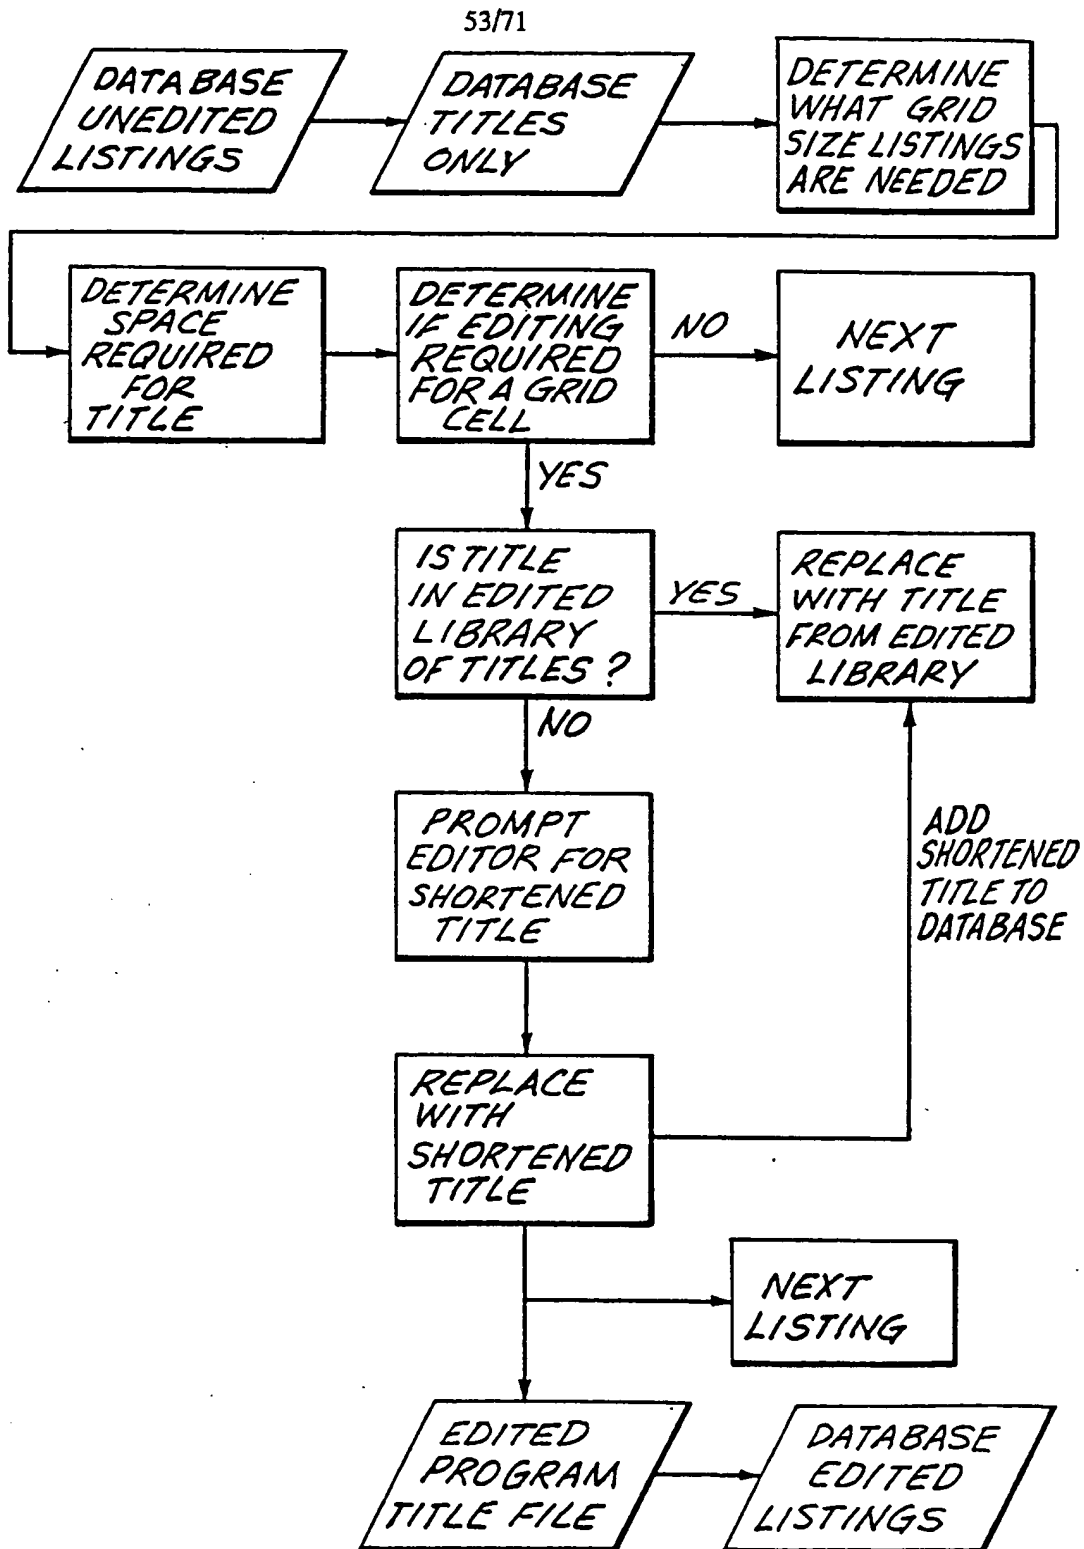 53/71
DATABASE
UNEDITED
LISTINGS
DATABASE
TITLES
ONLY
DETERMINE
WHAT GRID
SIZE LISTINGS
ARE NEEDED
DETERMINE
SPACE
REQUIRED
FOR
TITLE
DETERMINE
IF EDITING
REQUIRED
FOR A GRID
CELL
NO
NEXT
LISTING
YES
IS TITLE
IN EDITED
LIBRARY
OF TITLES?
YES
REPLACE
WITH TITLE
FROM EDITED
LIBRARY
NO
PROMPT
EDITOR FOR
SHORTENED
TITLE
ADD
SHORTENED
TITLE TO
DATABASE
REPLACE
WITH
SHORTENED
TITLE
NEXT
LISTING
EDITED
PROGRAM
TITLE FILE
DATABASE
EDITED
LISTINGS